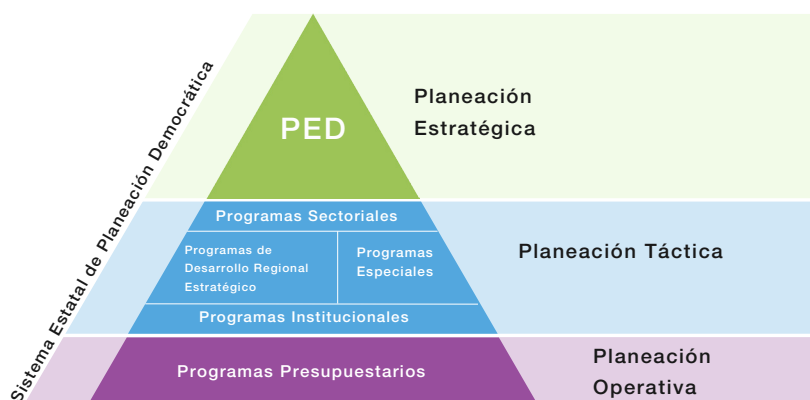 Sistema Estatal de Planeación Democrática
PED
Planeación
Estratégica
Programas Sectoriales
Programas de
Desarrollo Regional
Estratégico
Programas
Especiales
Programas Institucionales
Planeación Táctica
Programas Presupuestarios
Planeación
Operativa